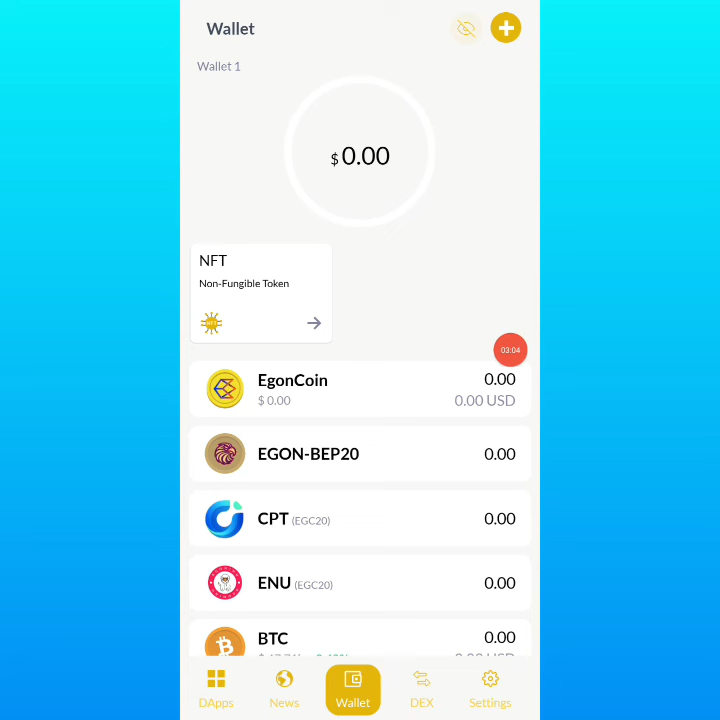 Wallet
Wallet 1
$ 0.00
NFT
Non-Fungible Token
03:04
EgonCoin
0.00
$ 0.00
0.00 USD
EGON-BEP20
0.00
CPT (EGC20)
0.00
ENU (EGC20)
0.00
BTC
0.00
DApps
News
Wallet
DEX
Settings